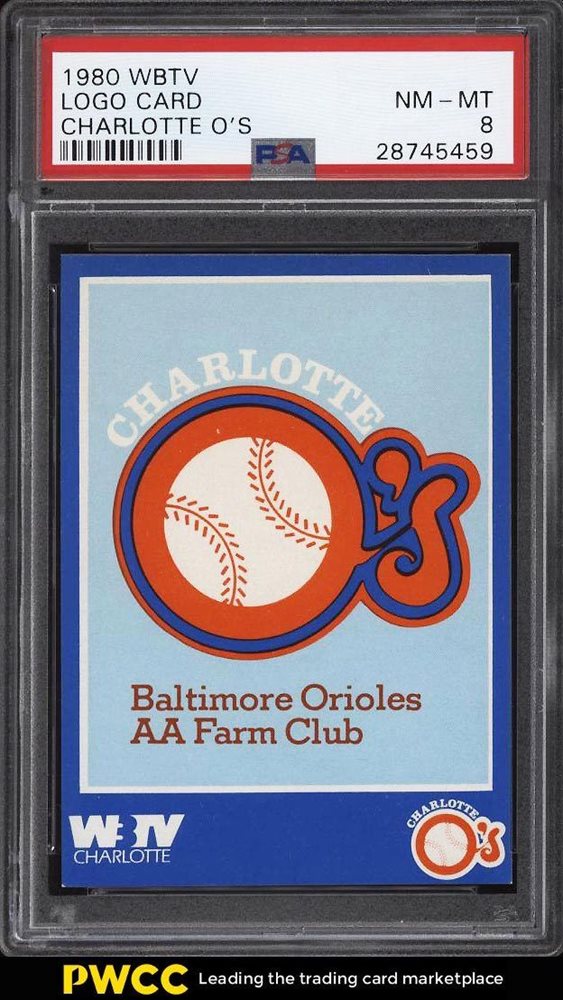 1980 WBTV
LOGO CARD
CHARLOTTE O'S
NM – MT
8
28745459
PSA
CHARLOTTE
O's
Baltimore Orioles
AA Farm Club
WBTV
CHARLOTTE
CHARLOTTE
O's
PWCC Leading the trading card marketplace